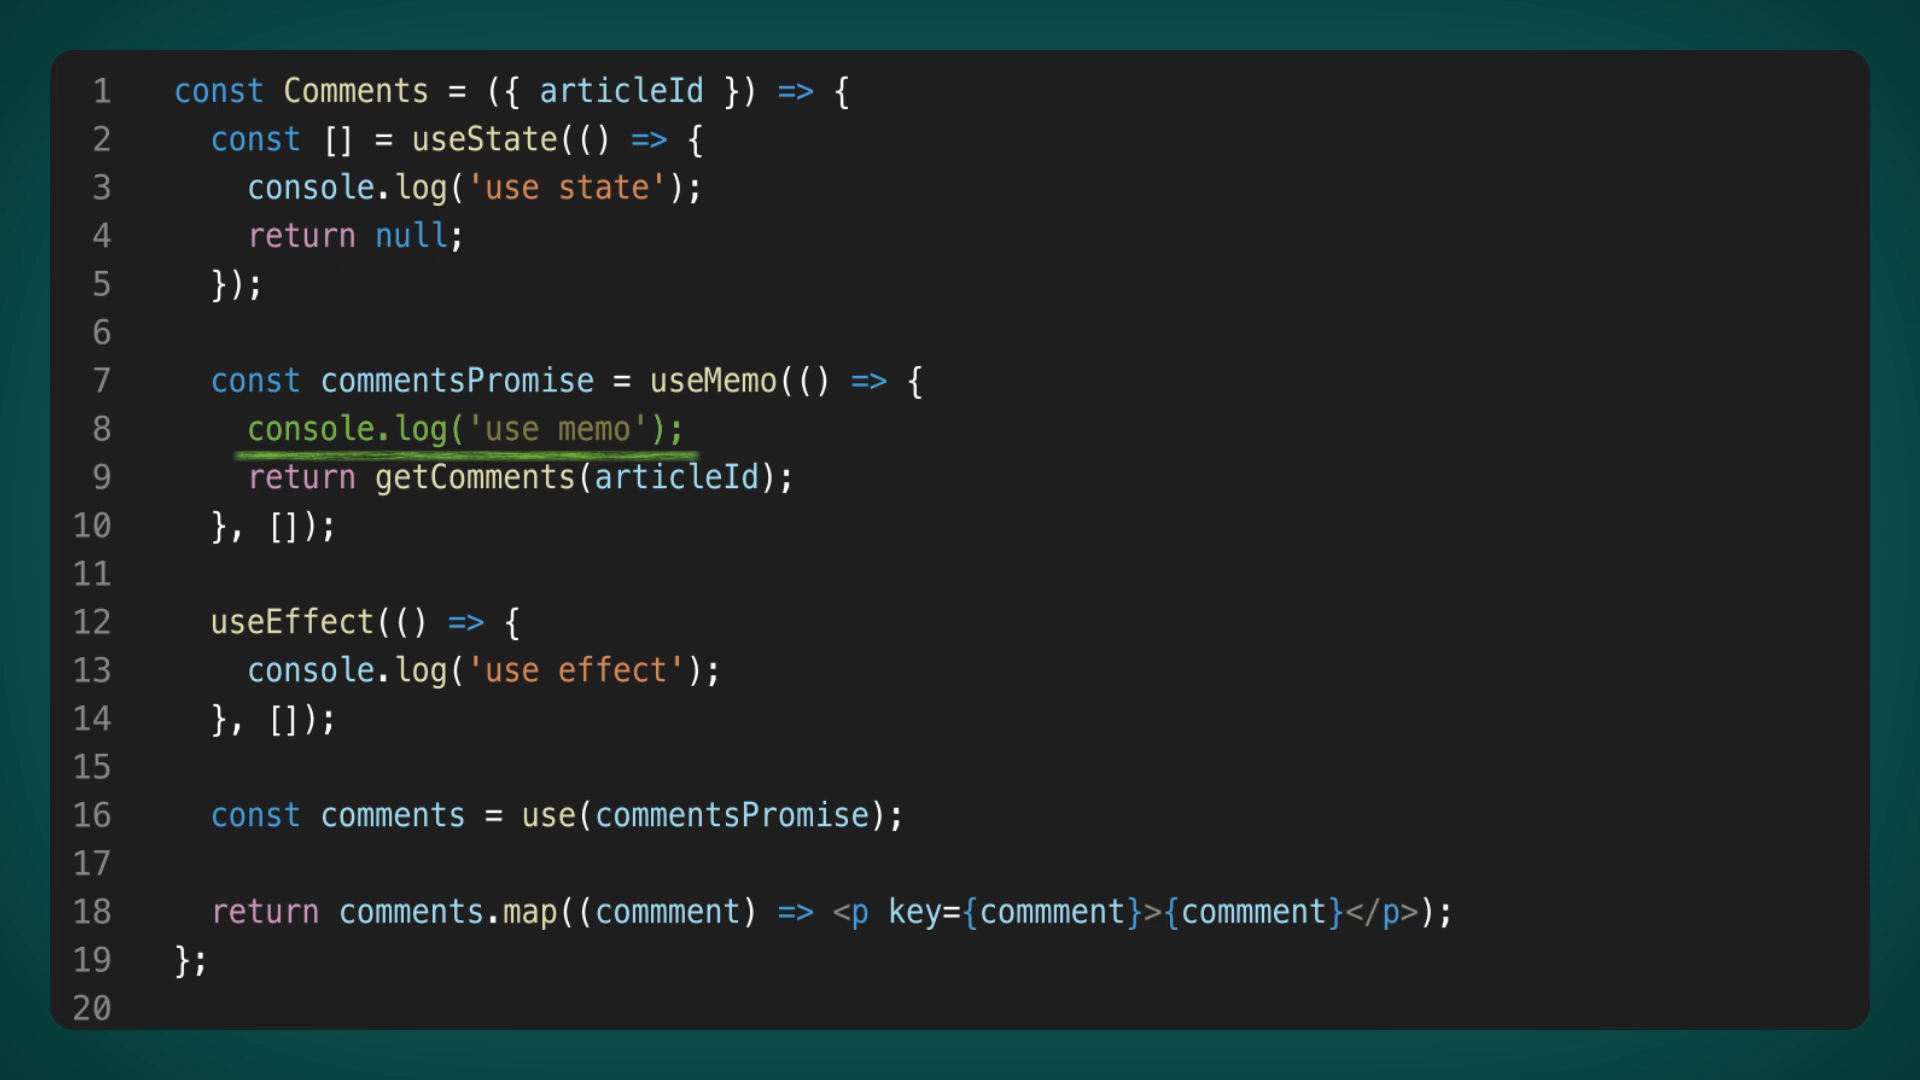 1 const Comments = ({ articleId }) => {
2 const [] = useState(() => {
3 console.log('use state');
4 return null;
5 });
6
7 const commentsPromise = useMemo(() => {
8 console.log('use memo');
9 return getComments(articleId);
10 }, []);
11
12 useEffect(() => {
13 console.log('use effect');
14 }, []);
15
16 const comments = use(commentsPromise);
17
18 return comments.map((commment) => <p key={commment}>{commment}</p>);
19 };
20